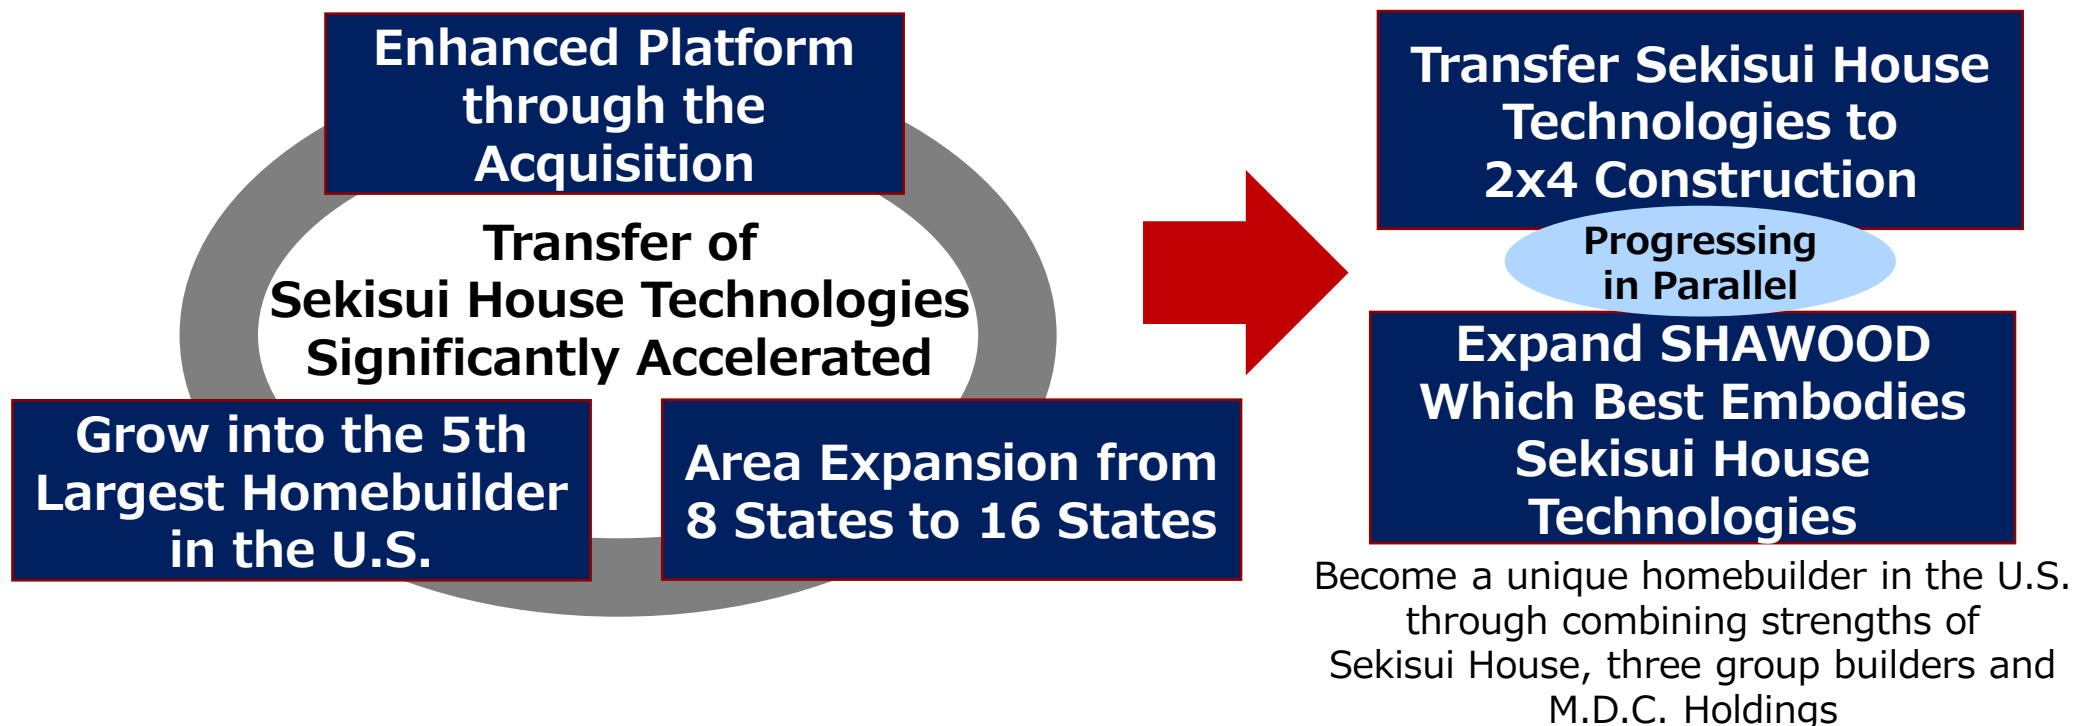 Enhanced Platform
through the
Acquisition
Transfer of
Sekisui House Technologies
Significantly Accelerated
Grow into the 5th
Largest Homebuilder
in the U.S.
Area Expansion from
8 States to 16 States
Transfer Sekisui House
Technologies to
2x4 Construction
Progressing
in Parallel
Expand SHAWOOD
Which Best Embodies
Sekisui House
Technologies
Become a unique homebuilder in the U.S.
through combining strengths of
Sekisui House, three group builders and
M.D.C. Holdings